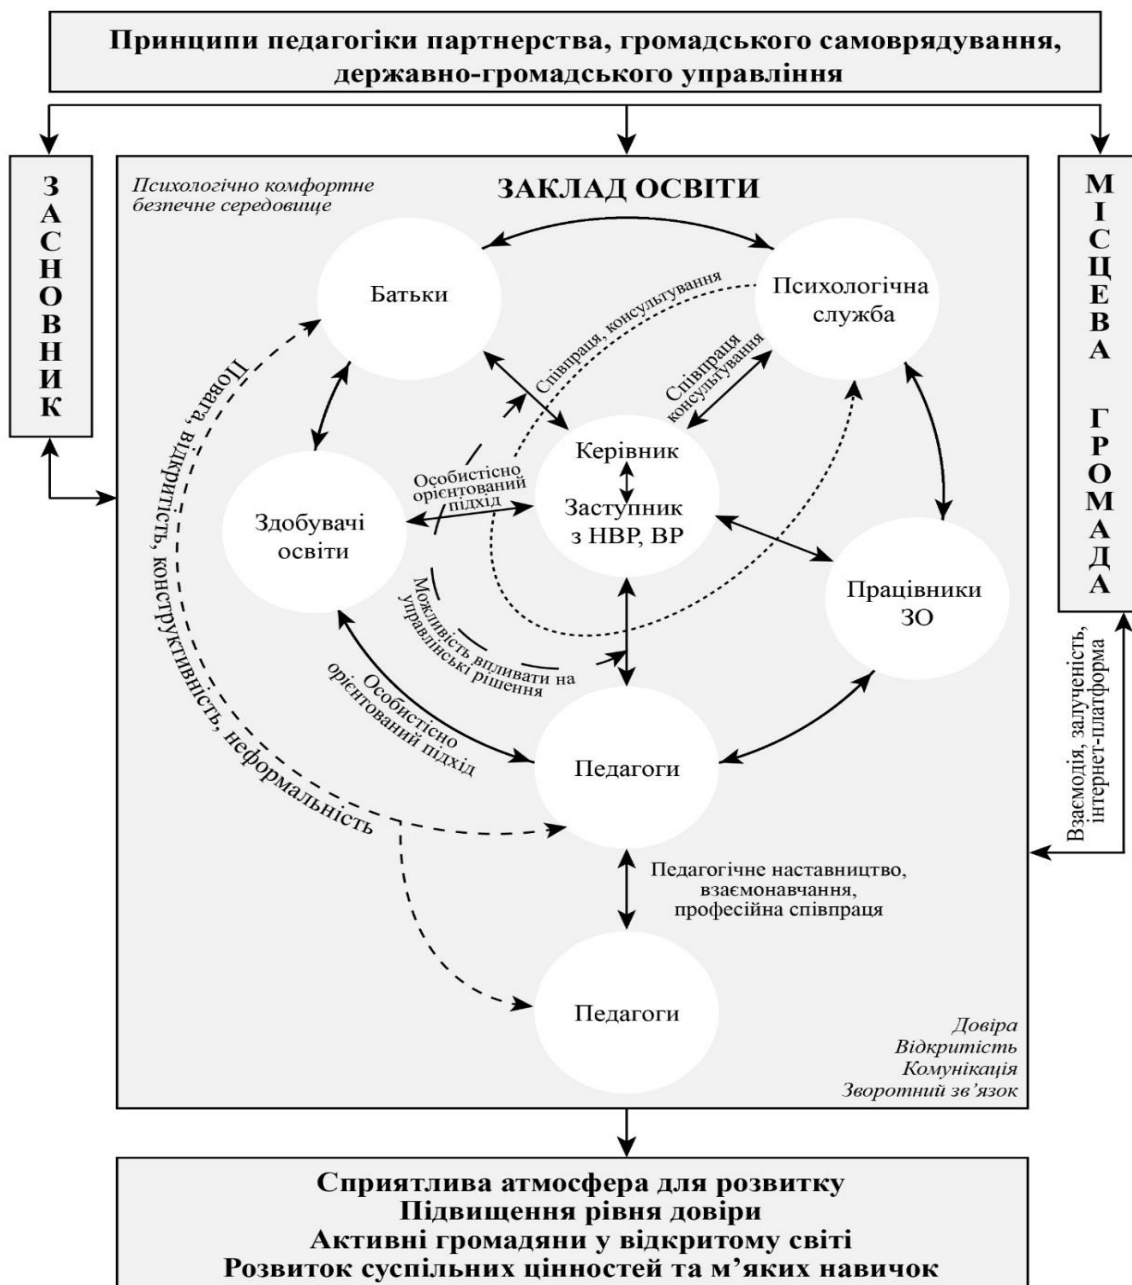 Принципи педагогіки партнерства, громадського самоврядування,
державно-громадського управління
ЗАСНОВНИК
Психологічно комфортне
безпечне середовище
ЗАКЛАД ОСВІТИ
МІСЦЕВА ГРОМАДА
Батьки
Психологічна
служба
Співпраця, консультування
Співпраця
консультування
Повага, відкритість, конструктивність, неформальність
Керівник
Заступник
з НВР, ВР
Особистісно
орієнтований
підхід
Здобувачі
освіти
Працівники
ЗО
Можливість впливати на
управлінські рішення
Особистісно
орієнтований підхід
Педагоги
Взаємодія, залученість,
інтернет-платформа
Педагогічне наставництво,
взаємонавчання,
професійна співпраця
Педагоги
Довіра
Відкритість
Комунікація
Зворотний зв’язок
Сприятлива атмосфера для розвитку
Підвищення рівня довіри
Активні громадяни у відкритому світі
Розвиток суспільних цінностей та м’яких навичок